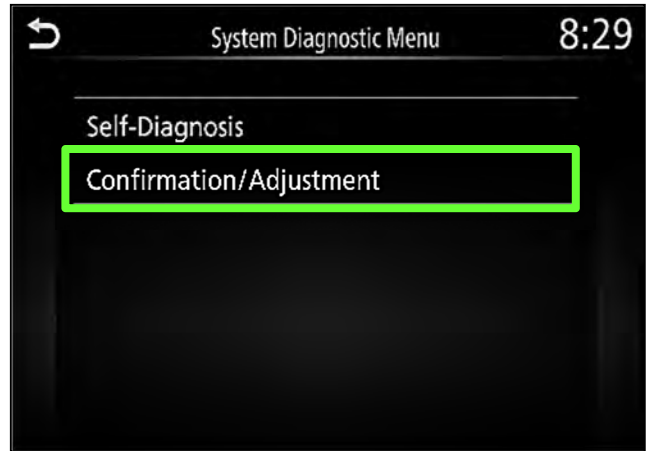 System Diagnostic Menu 8:29
Self-Diagnosis
Confirmation/Adjustment